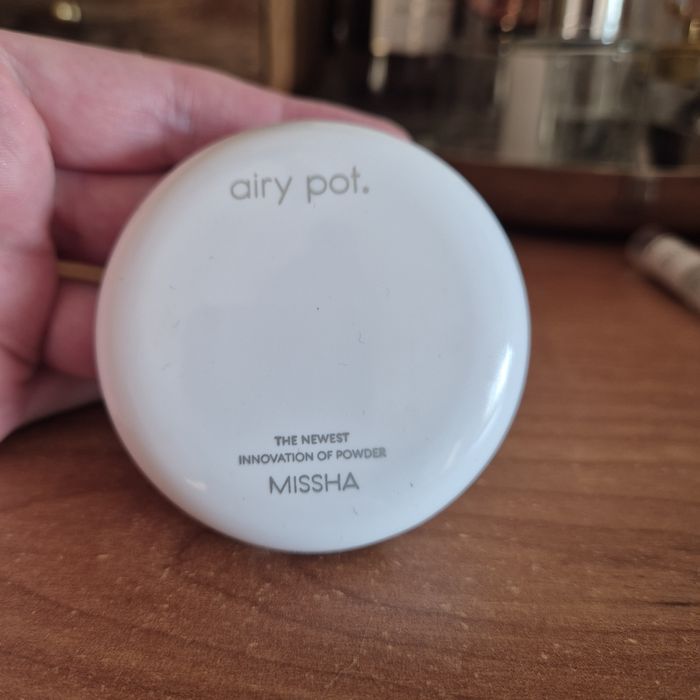 airy pot.
THE NEWEST
INNOVATION OF POWDER
MISSHA